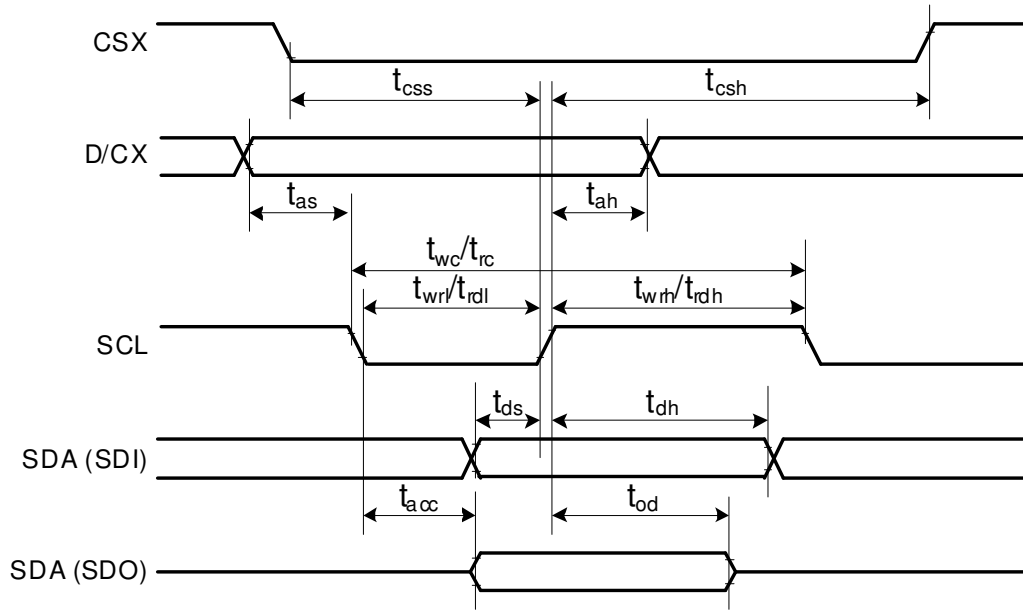 CSX
tcss
tcsh
D/CX
tas
tah
twc/trc
twrl/trdl
twrh/trdh
SCL
tds
tdh
SDA (SDI)
tacc
tod
SDA (SDO)